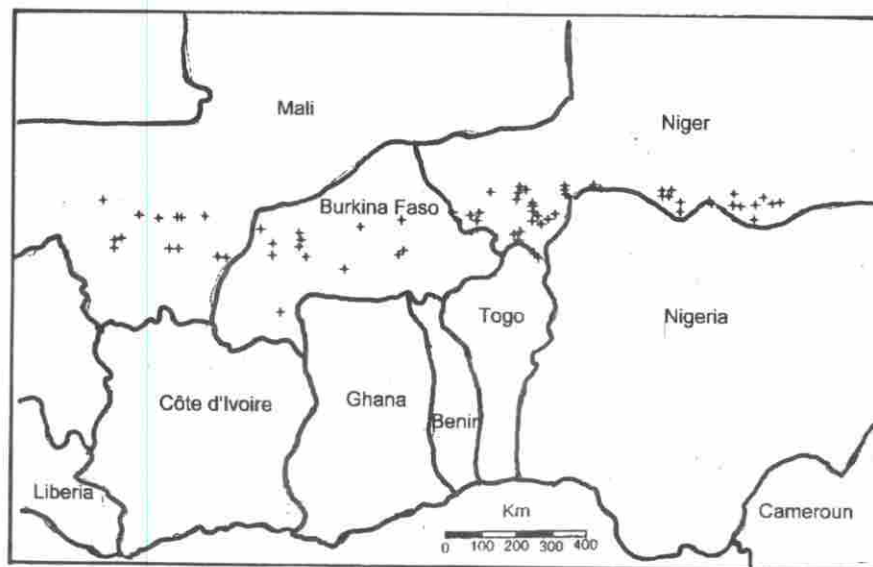 Mali
Niger
Burkina Faso
Togo
Nigeria
Côte d'Ivoire
Ghana
Benin
Liberia
Km
0 100 200 300 400
Cameroun